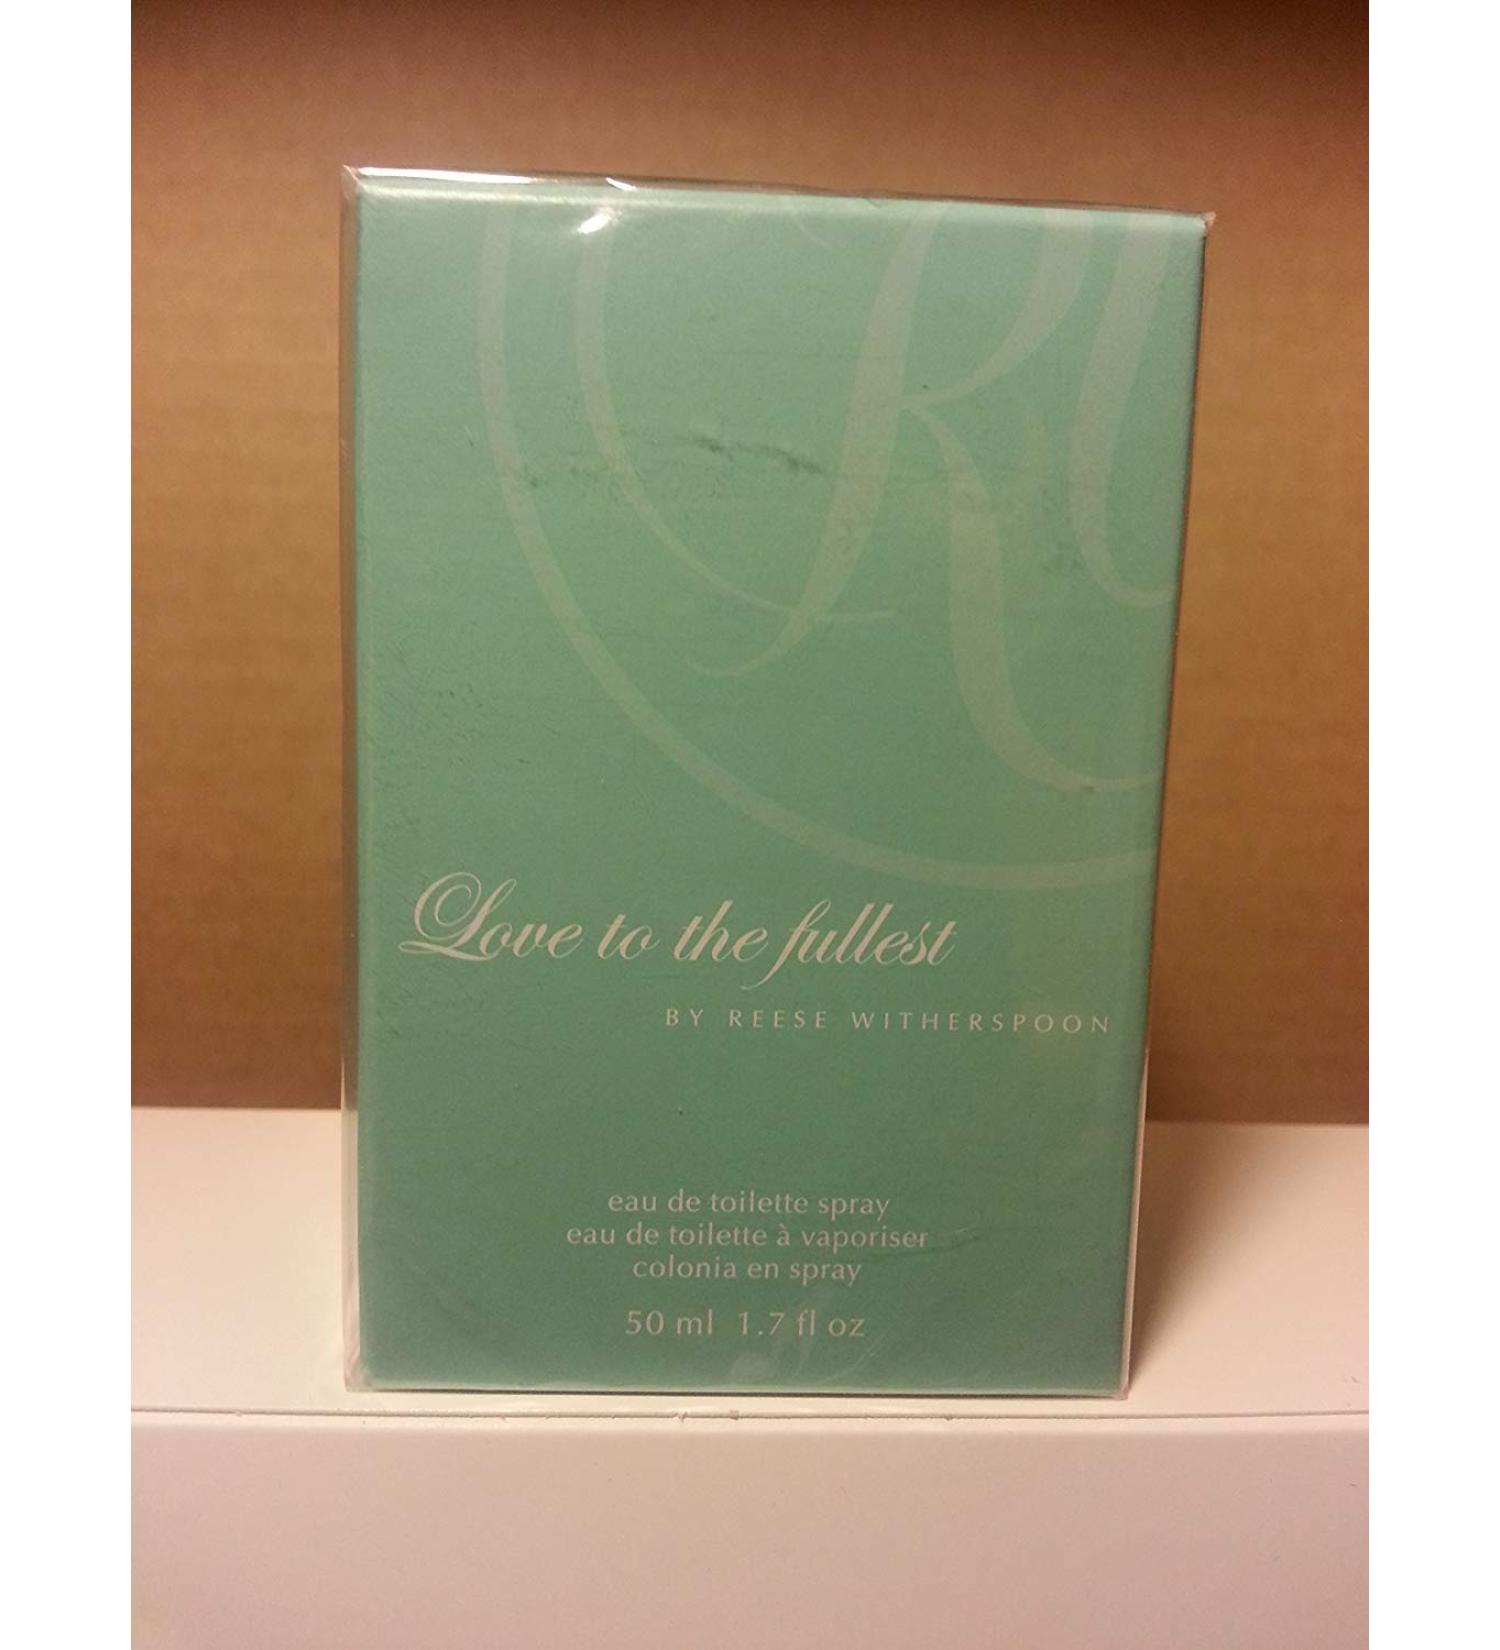 Love to the fullest
BY REESE WITHERSPOON
eau de toilette spray
eau de toilette à vaporiser
colonia en spray
50 ml 1.7 fl oz